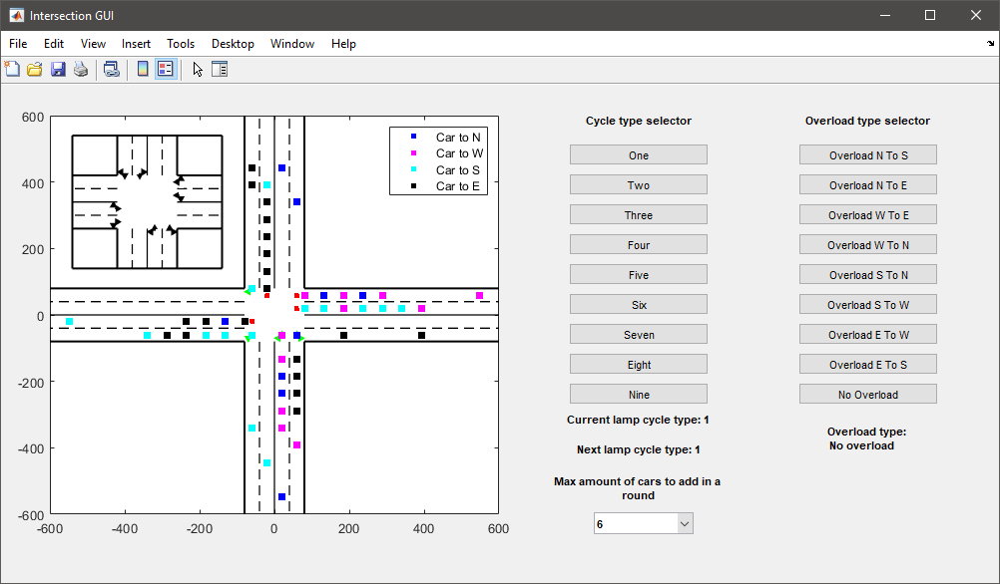 Intersection GUI
File Edit View Insert Tools Desktop Window Help
600
400
200
0
-200
-400
-600
-600 -400 -200 0 200 400 600
Car to N
Car to W
Car to S
Car to E
Cycle type selector
One
Two
Three
Four
Five
Six
Seven
Eight
Nine
Current lamp cycle type: 1
Next lamp cycle type: 1
Max amount of cars to add in a
round
6
Overload type selector
Overload N To S
Overload N To E
Overload W To E
Overload W To N
Overload S To N
Overload S To W
Overload E To W
Overload E To S
No Overload
Overload type:
No overload